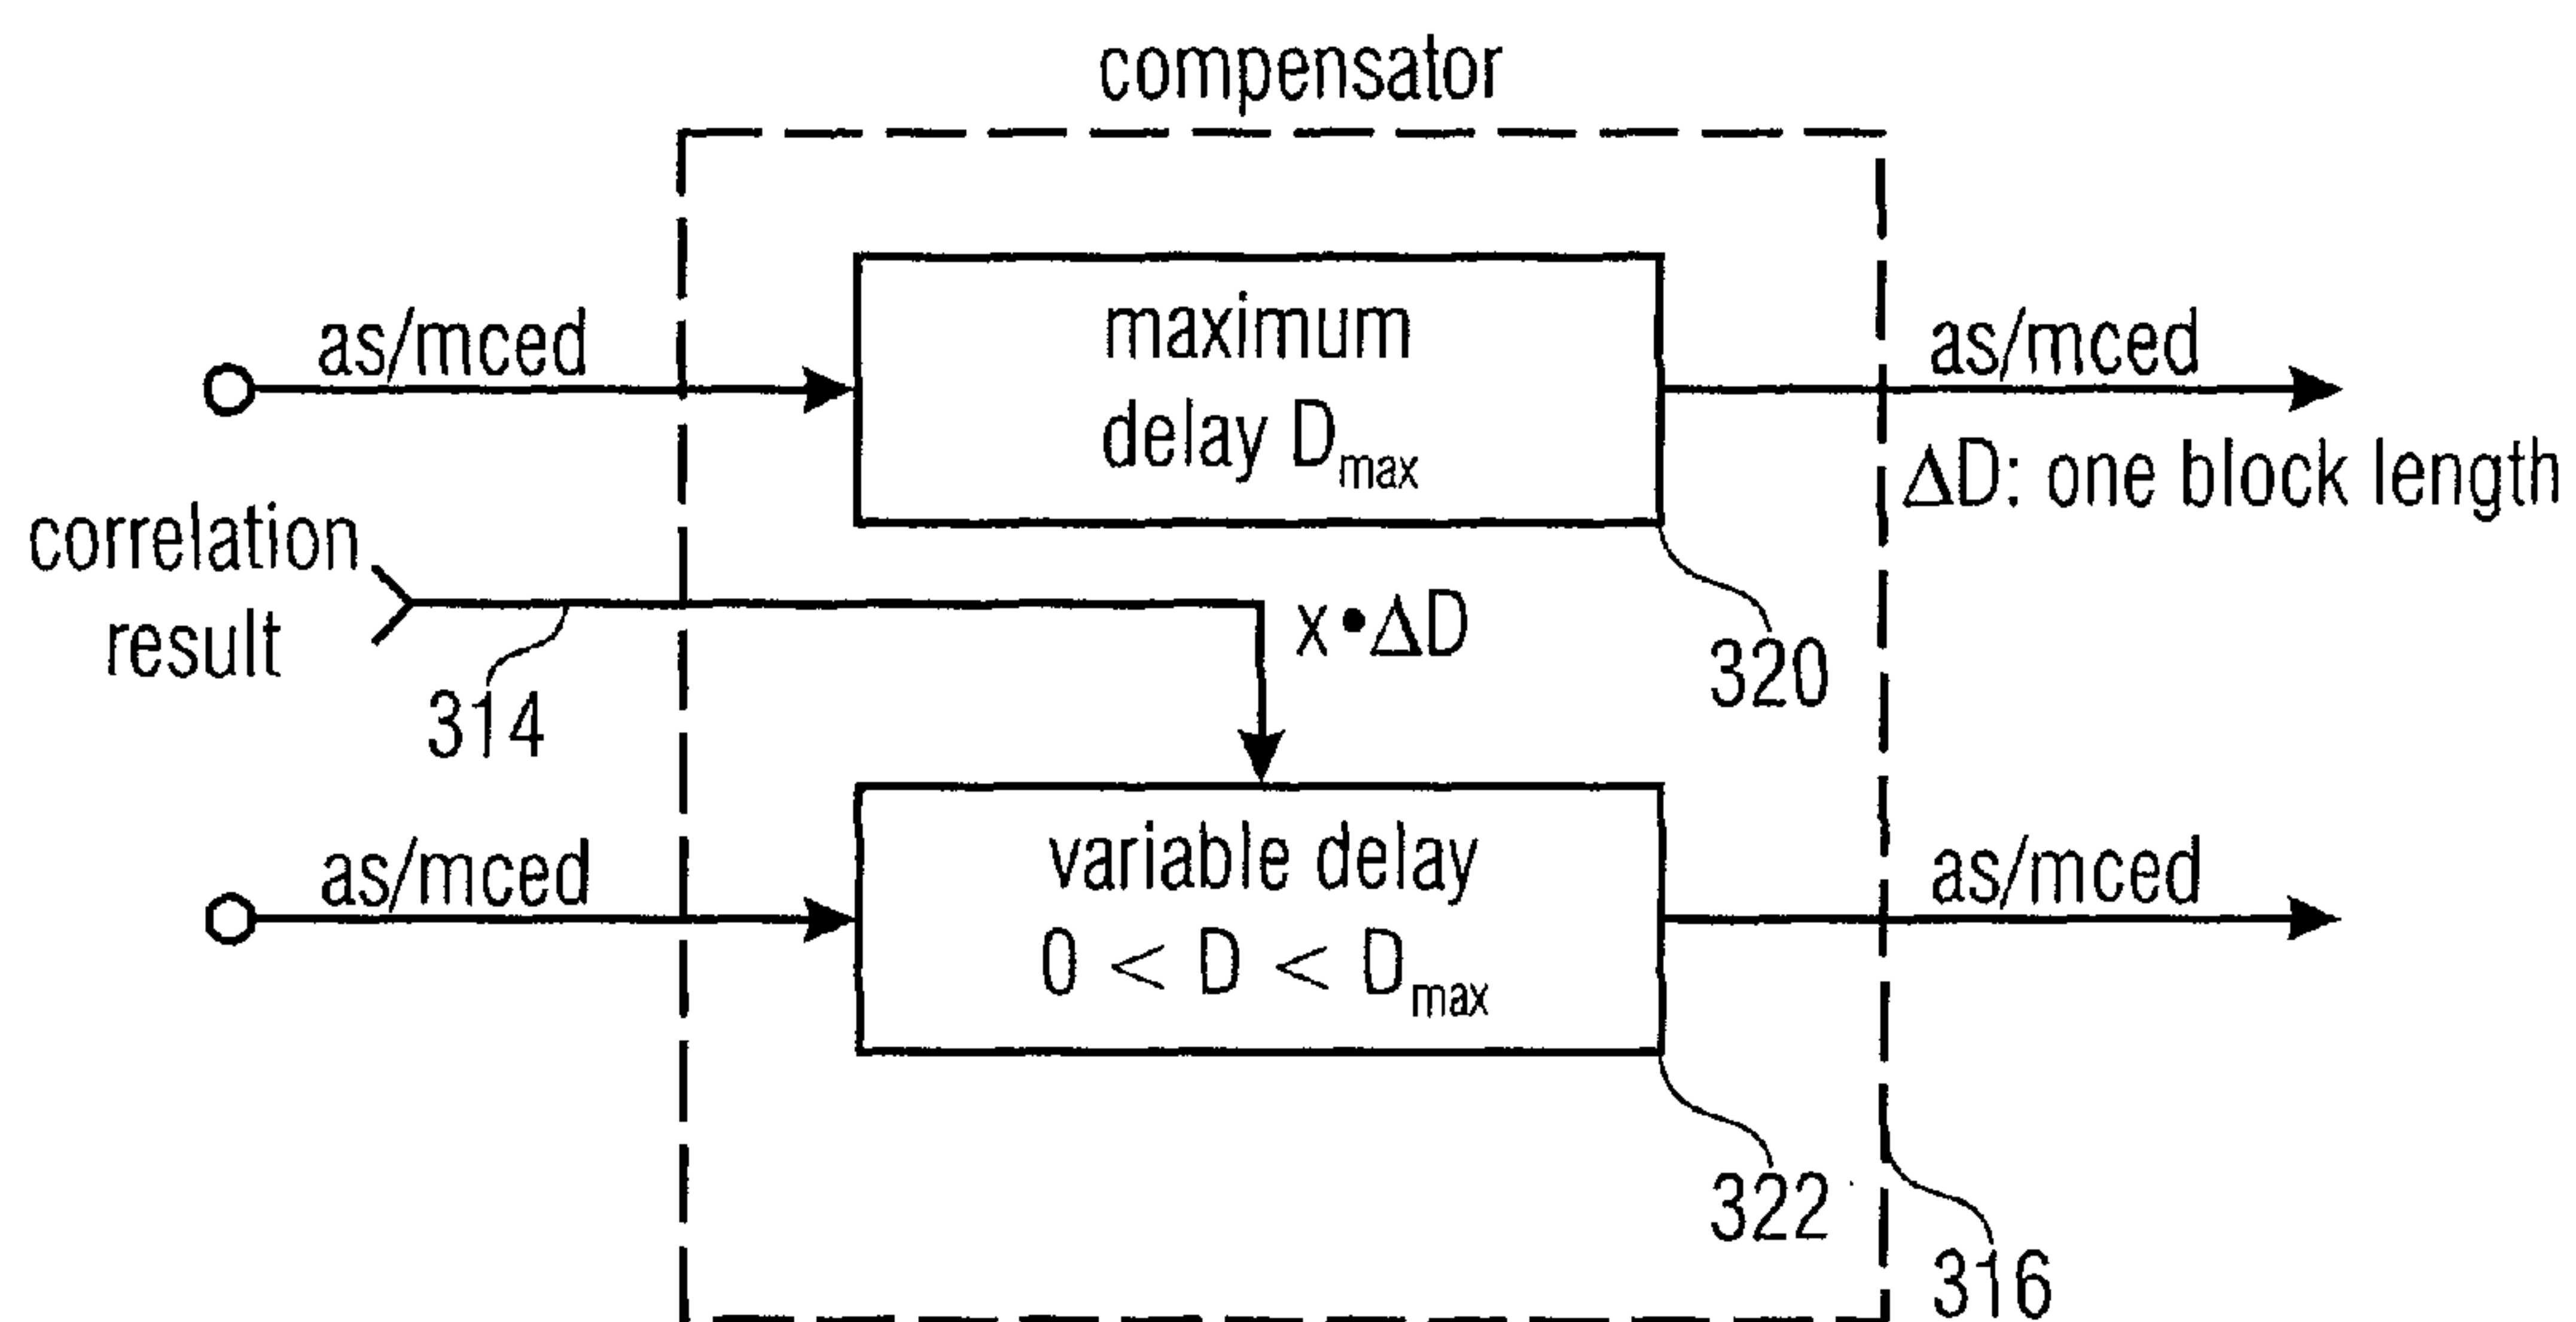 compensator
as/mced
maximum
delay Dmax
as/mced
ΔD: one block length
correlation
result
314
x•ΔD
320
as/mced
variable delay
0 < D < Dmax
as/mced
322
316